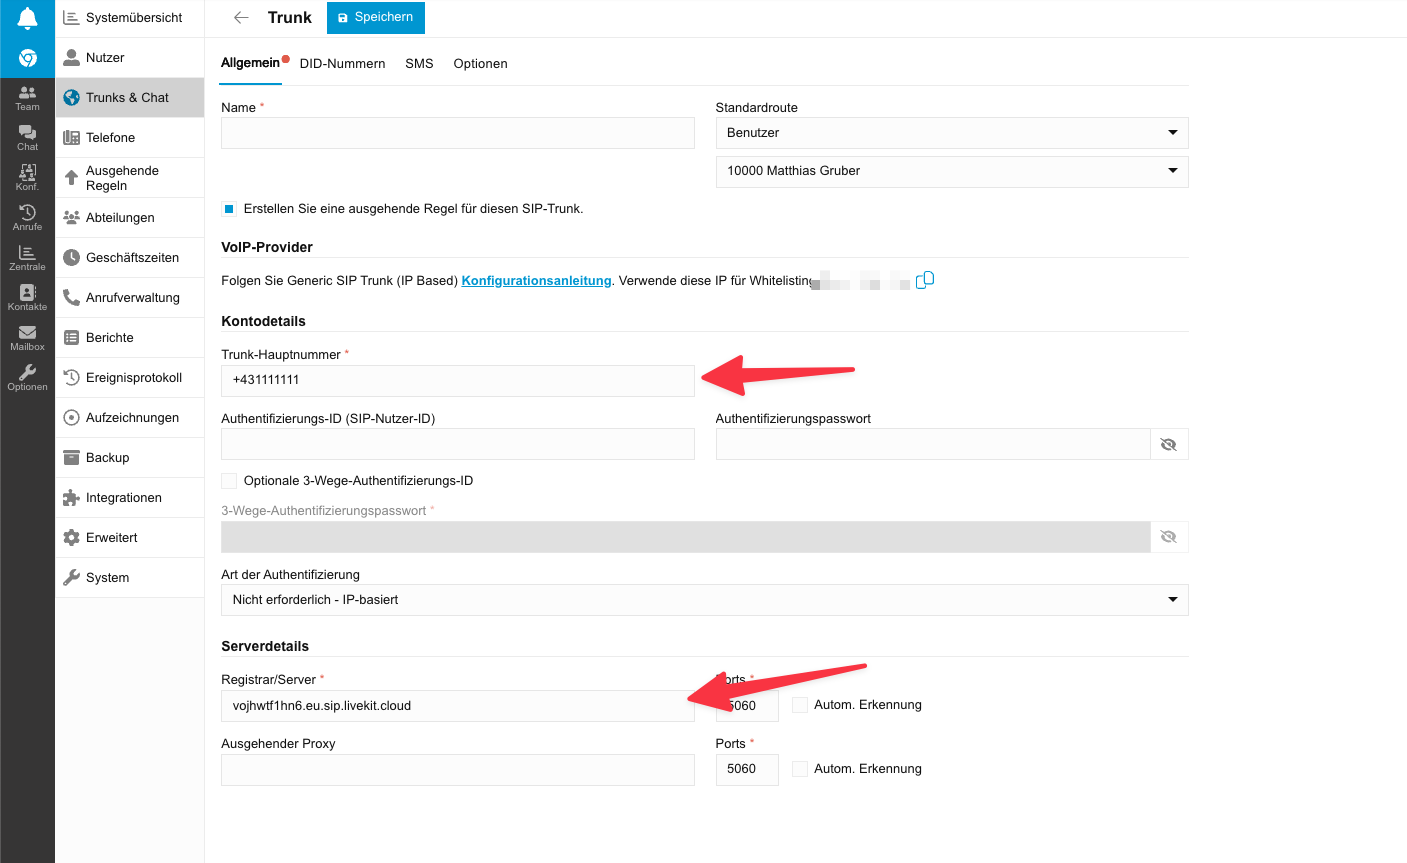 Team
Chat
Konf.
Anrufe
Zentrale
Kontakte
Mailbox
Optionen
Systemübersicht
Nutzer
Trunks & Chat
Telefone
Ausgehende
Regeln
Abteilungen
Geschäftszeiten
Anrufverwaltung
Berichte
Ereignisprotokoll
Aufzeichnungen
Backup
Integrationen
Erweitert
System
Trunk Speichern
Allgemein DID-Nummern SMS Optionen
Name * Standardroute
Benutzer
10000 Matthias Gruber
Erstellen Sie eine ausgehende Regel für diesen SIP-Trunk.
VoIP-Provider
Folgen Sie Generic SIP Trunk (IP Based) Konfigurationsanleitung. Verwende diese IP für Whitelisting
Kontodetails
Trunk-Hauptnummer *
+431111111
Authentifizierungs-ID (SIP-Nutzer-ID) Authentifizierungspasswort
Optionale 3-Wege-Authentifizierungs-ID
3-Wege-Authentifizierungspasswort *
Art der Authentifizierung
Nicht erforderlich - IP-basiert
Serverdetails
Registrar/Server * Ports *
vojhwtf1hn6.eu.sip.livekit.cloud 5060 Autom. Erkennung
Ausgehender Proxy Ports *
5060 Autom. Erkennung